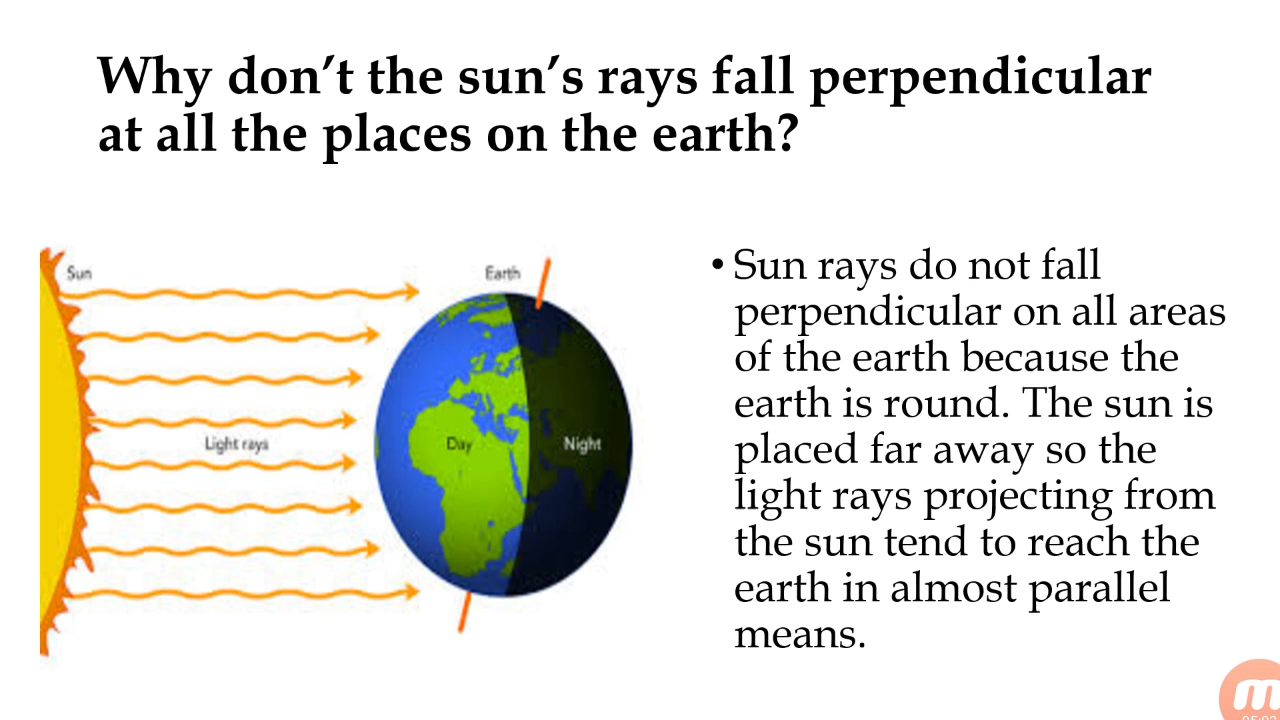 Why don’t the sun’s rays fall perpendicular
at all the places on the earth?
Sun
Earth
Light rays
Day
Night
• Sun rays do not fall
perpendicular on all areas
of the earth because the
earth is round. The sun is
placed far away so the
light rays projecting from
the sun tend to reach the
earth in almost parallel
means.
m